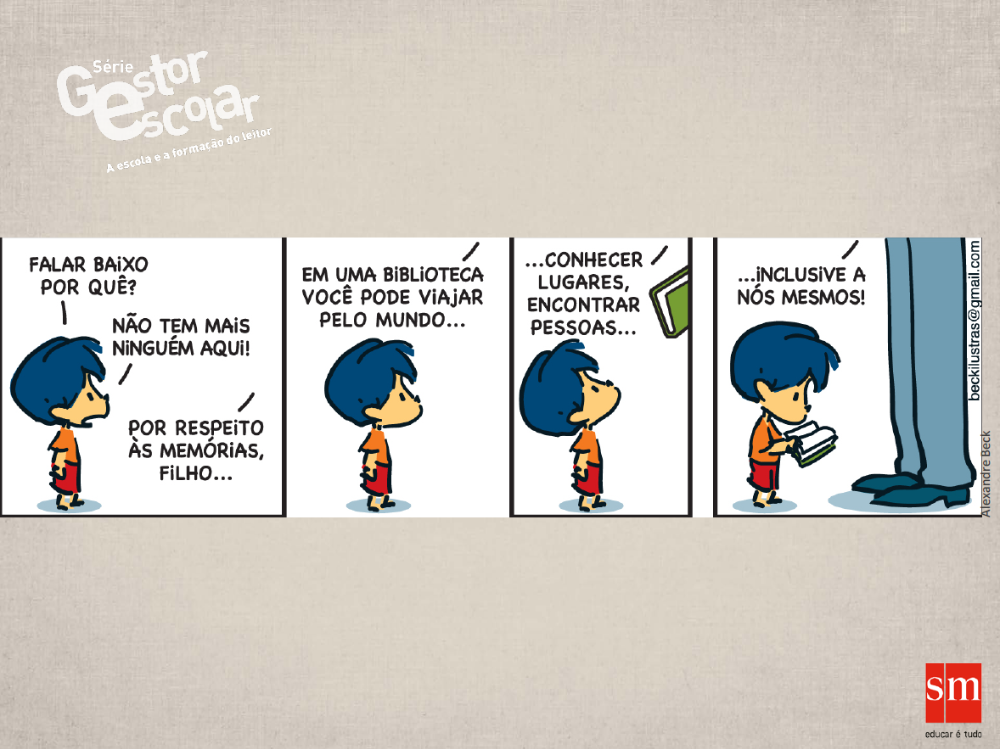 Série
Gestor
escolar
A escola e a formação do leitor
FALAR BAIXO
POR QUÊ?
NÃO TEM MAIS
NINGUÉM AQUI!
POR RESPEITO
ÀS MEMÓRIAS,
FILHO...
EM UMA BIBLIOTECA
VOCÊ PODE VIAJAR
PELO MUNDO...
...CONHECER
LUGARES,
ENCONTRAR
PESSOAS...
...INCLUSIVE A
NÓS MESMOS!
beckilustras@gmail.com
Alexandre Beck
sm
educar é tudo